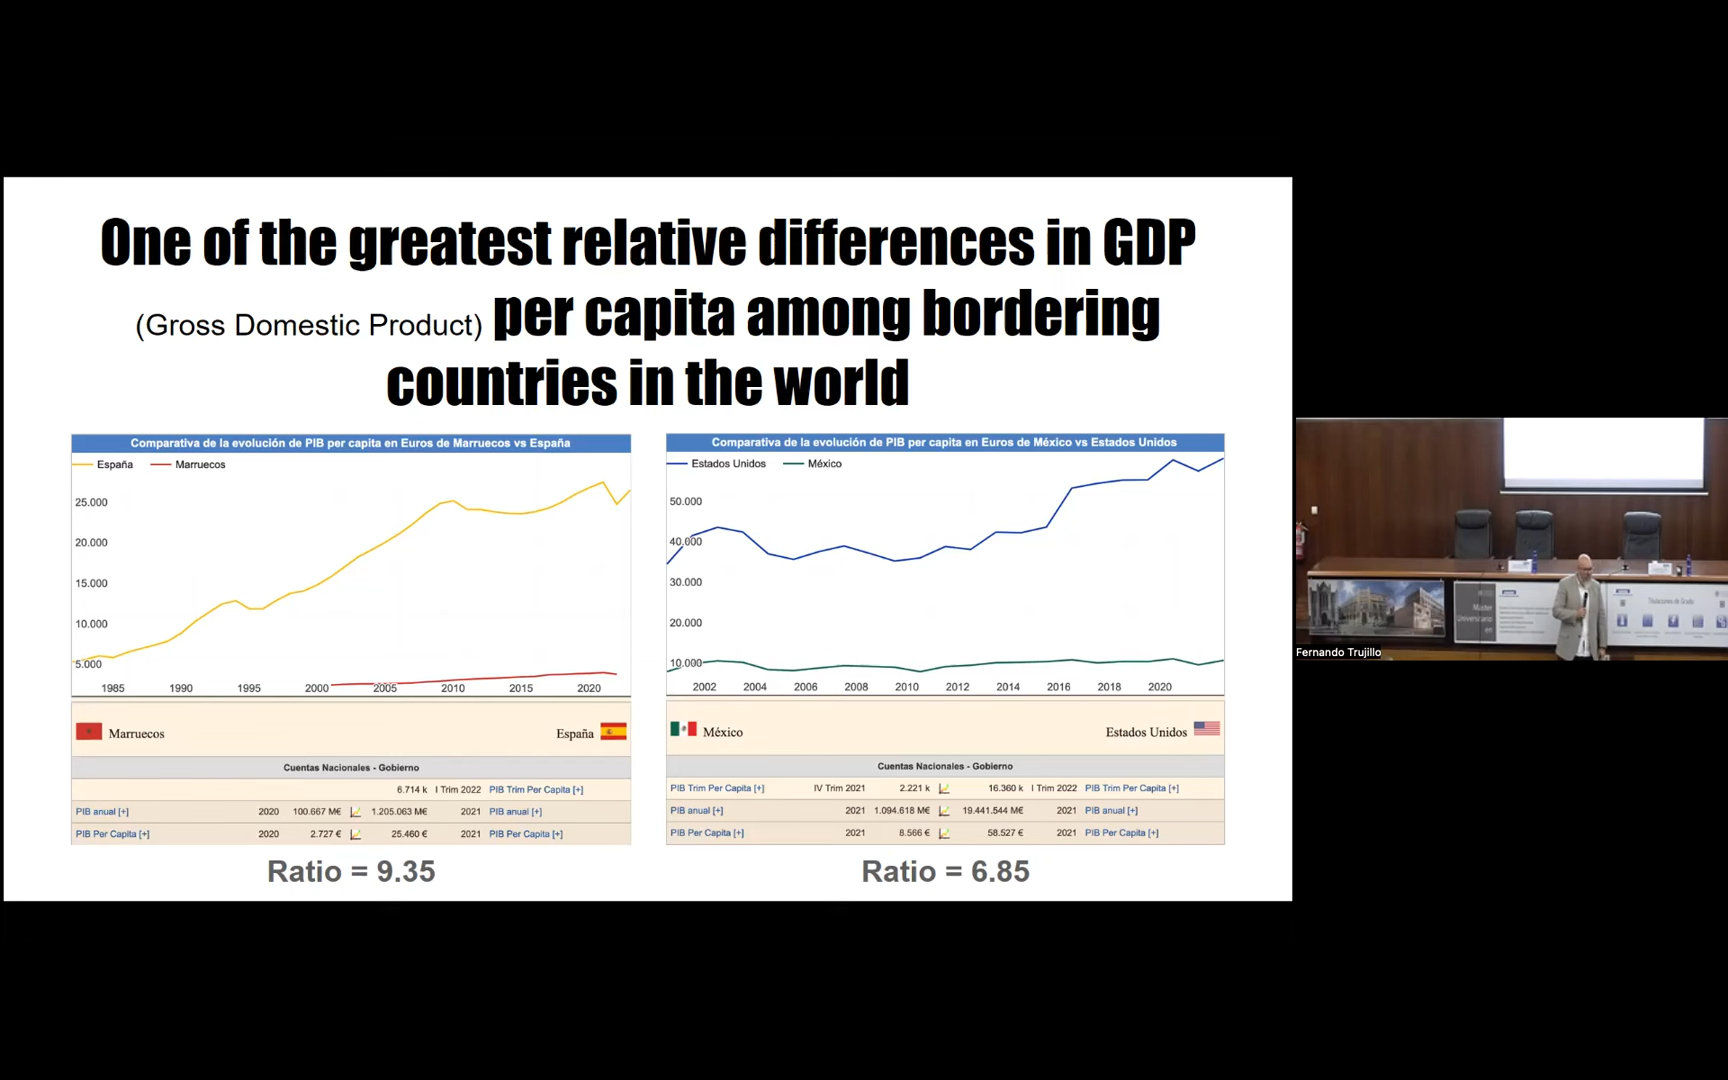 One of the greatest relative differences in GDP
(Gross Domestic Product) per capita among bordering
countries in the world
Comparativa de la evolución de PIB per capita en Euros de Marruecos vs España
España Marruecos
25.000
20.000
15.000
10.000
5.000
1985 1990 1995 2000 2005 2010 2015 2020
Marruecos España
Cuentas Nacionales - Gobierno
6.714 k I Trim 2022 PIB Trim Per Capita [+]
PIB anual [+] 2020 100.667 M€ 1.205.063 M€ 2021 PIB anual [+]
PIB Per Capita [+] 2020 2.727 € 25.460 € 2021 PIB Per Capita [+]
Ratio = 9.35
Comparativa de la evolución de PIB per capita en Euros de México vs Estados Unidos
Estados Unidos México
50.000
40.000
30.000
20.000
10.000
2002 2004 2006 2008 2010 2012 2014 2016 2018 2020
México Estados Unidos
Cuentas Nacionales - Gobierno
PIB Trim Per Capita [+] IV Trim 2021 2.221 k 16.360 k I Trim 2022 PIB Trim Per Capita [+]
PIB anual [+] 2021 1.094.618 M€ 19.441.544 M€ 2021 PIB anual [+]
PIB Per Capita [+] 2021 8.566 € 58.527 € 2021 PIB Per Capita [+]
Ratio = 6.85
Máster
Universitario
en
Titulaciones de Grado
Fernando Trujillo